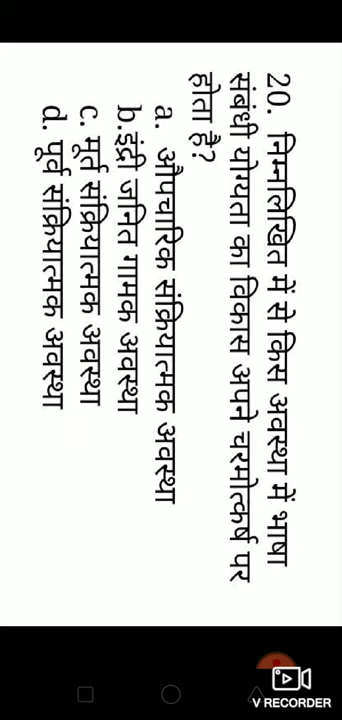 20. निम्नलिखित में से किस अवस्था में भाषा
संबंधी योग्यता का विकास अपने चरमोत्कर्ष पर
होता है?
a. औपचारिक संक्रियात्मक अवस्था
b.इंद्री जनित गामक अवस्था
c. मूर्त संक्रियात्मक अवस्था
d. पूर्व संक्रियात्मक अवस्था
V RECORDER